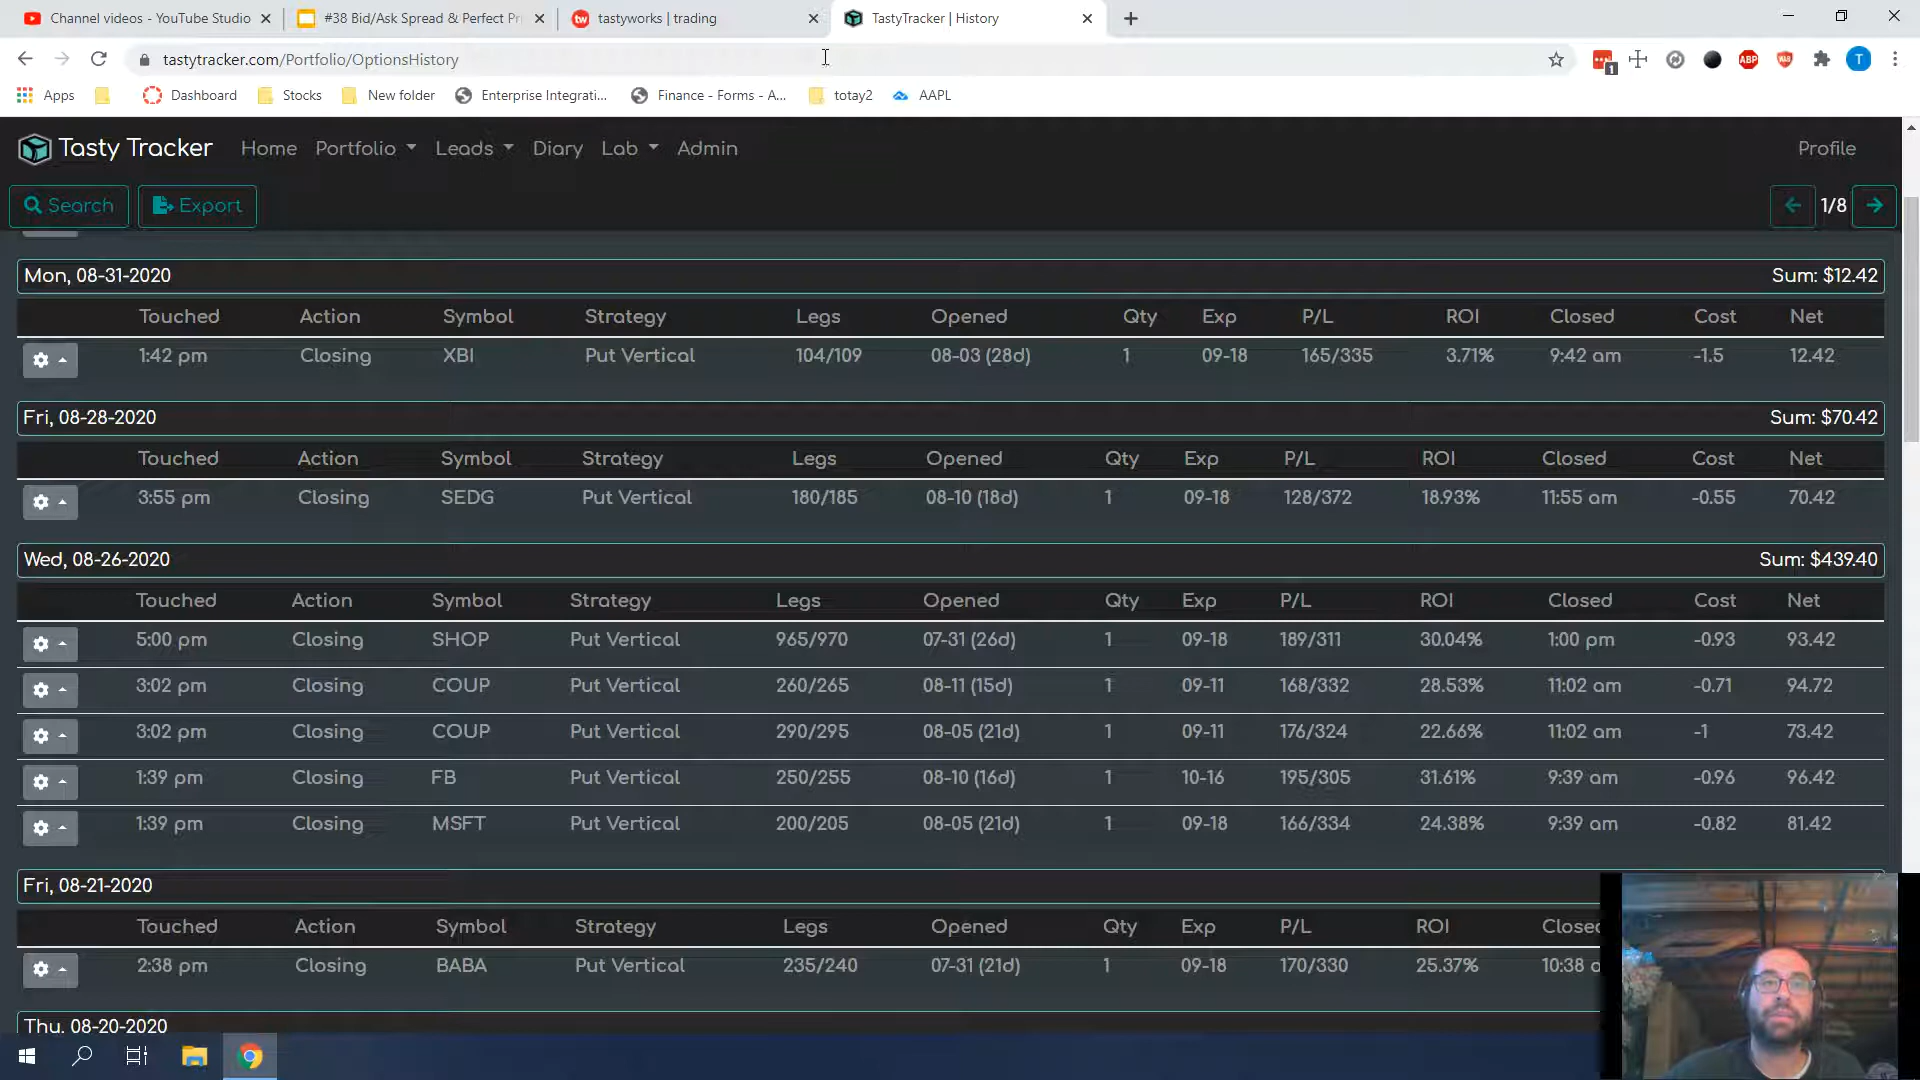 Channel videos - YouTube Studio #38 Bid/Ask Spread & Perfect Pr tastyworks | trading TastyTracker | History
tastytracker.com/Portfolio/OptionsHistory
Apps Dashboard Stocks New folder Enterprise Integrati... Finance - Forms - A... totay2 AAPL
Tasty Tracker Home Portfolio Leads Diary Lab Admin Profile
Search Export 1/8
Mon, 08-31-2020 Sum: $12.42
Touched Action Symbol Strategy Legs Opened Qty Exp P/L ROI Closed Cost Net
1:42 pm Closing XBI Put Vertical 104/109 08-03 (28d) 1 09-18 165/335 3.71% 9:42 am -1.5 12.42
Fri, 08-28-2020 Sum: $70.42
Touched Action Symbol Strategy Legs Opened Qty Exp P/L ROI Closed Cost Net
3:55 pm Closing SEDG Put Vertical 180/185 08-10 (18d) 1 09-18 128/372 18.93% 11:55 am -0.55 70.42
Wed, 08-26-2020 Sum: $439.40
Touched Action Symbol Strategy Legs Opened Qty Exp P/L ROI Closed Cost Net
5:00 pm Closing SHOP Put Vertical 965/970 07-31 (26d) 1 09-18 189/311 30.04% 1:00 pm -0.93 93.42
3:02 pm Closing COUP Put Vertical 260/265 08-11 (15d) 1 09-11 168/332 28.53% 11:02 am -0.71 94.72
3:02 pm Closing COUP Put Vertical 290/295 08-05 (21d) 1 09-11 176/324 22.66% 11:02 am -1 73.42
1:39 pm Closing FB Put Vertical 250/255 08-10 (16d) 1 10-16 195/305 31.61% 9:39 am -0.96 96.42
1:39 pm Closing MSFT Put Vertical 200/205 08-05 (21d) 1 09-18 166/334 24.38% 9:39 am -0.82 81.42
Fri, 08-21-2020
Touched Action Symbol Strategy Legs Opened Qty Exp P/L ROI Close
2:38 pm Closing BABA Put Vertical 235/240 07-31 (21d) 1 09-18 170/330 25.37% 10:38
Thu, 08-20-2020